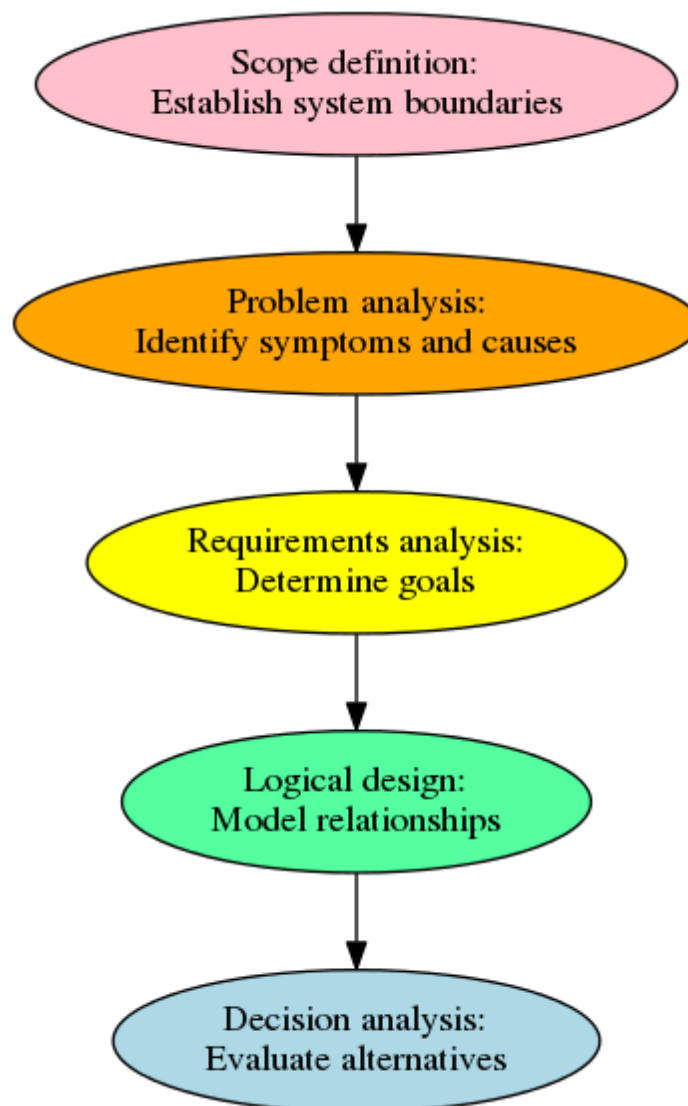 Scope definition:
Establish system boundaries
Problem analysis:
Identify symptoms and causes
Requirements analysis:
Determine goals
Logical design:
Model relationships
Decision analysis:
Evaluate alternatives